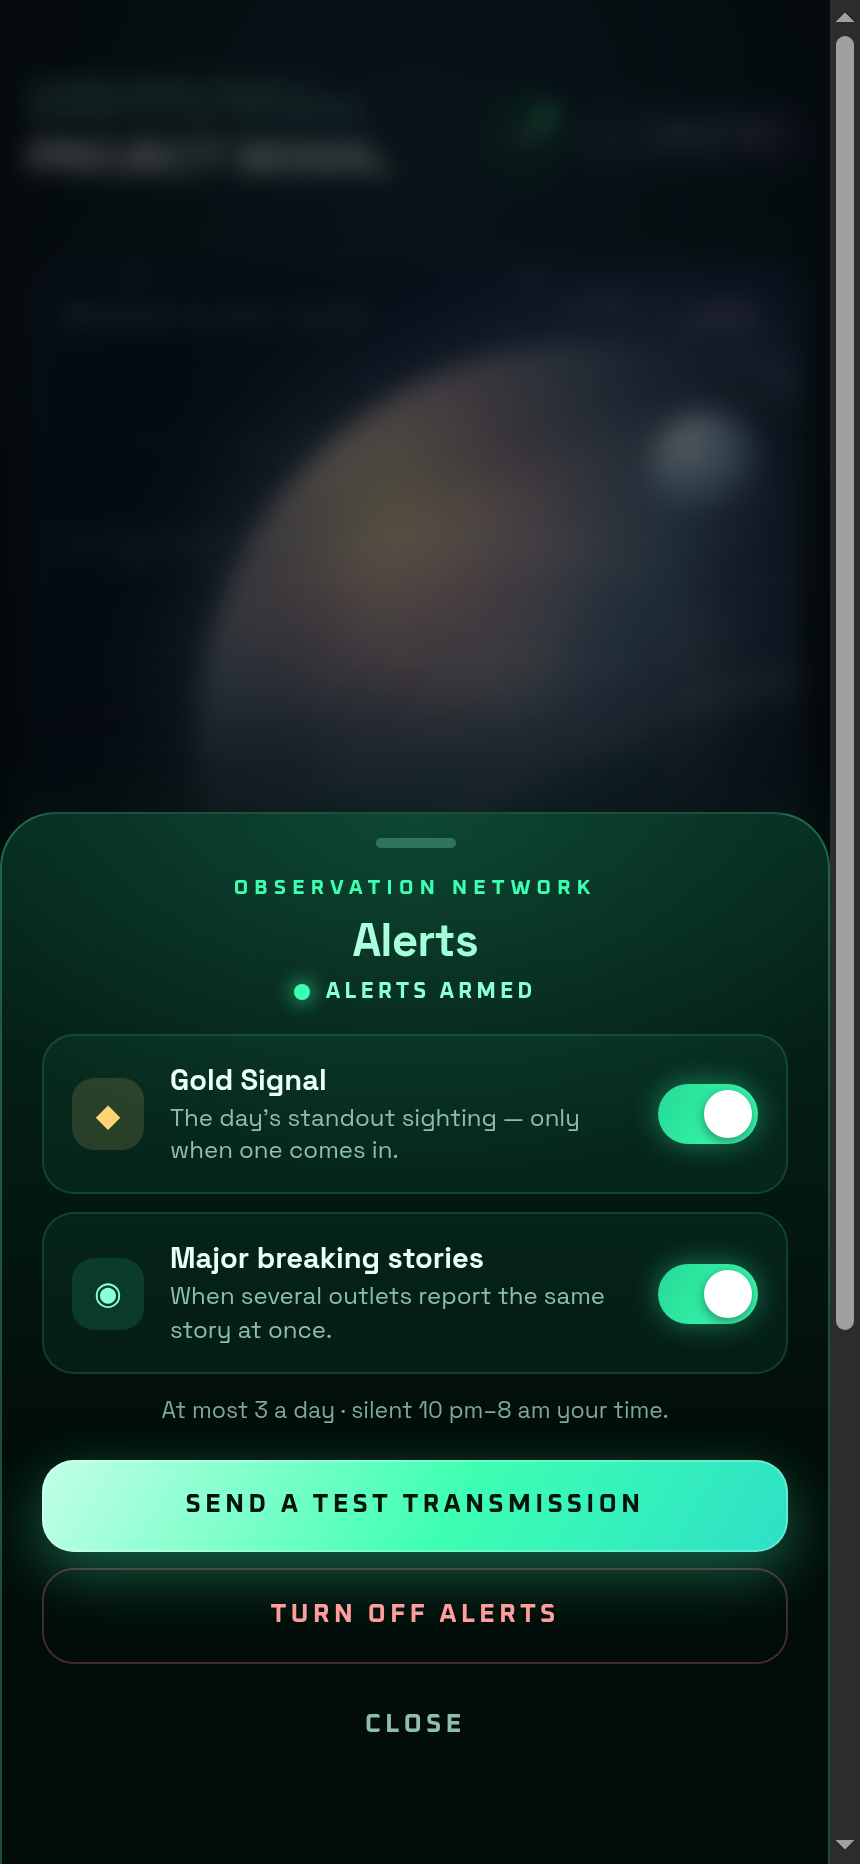 PROJECT SIGNAL
OBSERVATION NETWORK
Alerts
ALERTS ARMED
Gold Signal
The day's standout sighting — only
when one comes in.
Major breaking stories
When several outlets report the same
story at once.
At most 3 a day · silent 10 pm–8 am your time.
SEND A TEST TRANSMISSION
TURN OFF ALERTS
CLOSE